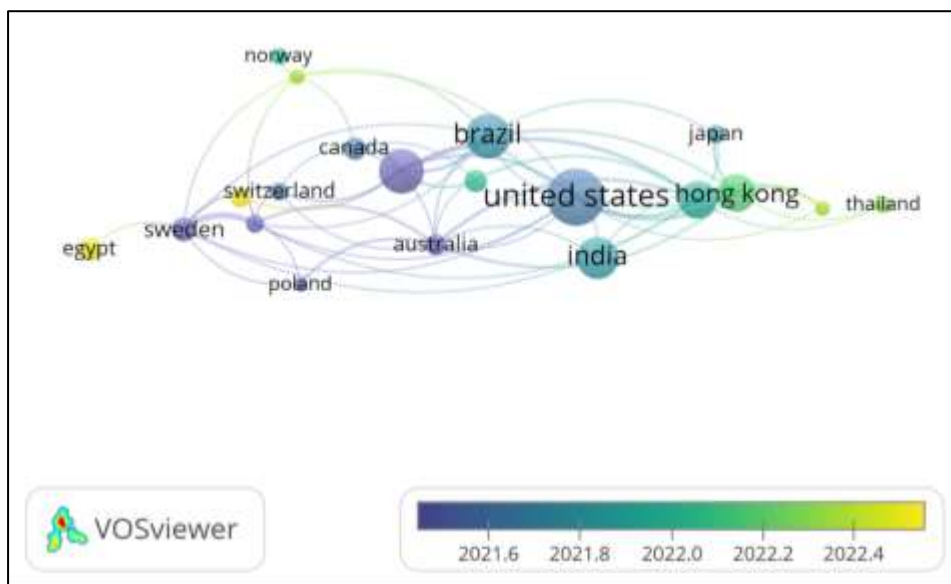 norway
brazil
japan
canada
switzerland
united states
hong kong
thailand
sweden
egypt
australia
india
poland
VOSviewer
2021.6 2021.8 2022.0 2022.2 2022.4